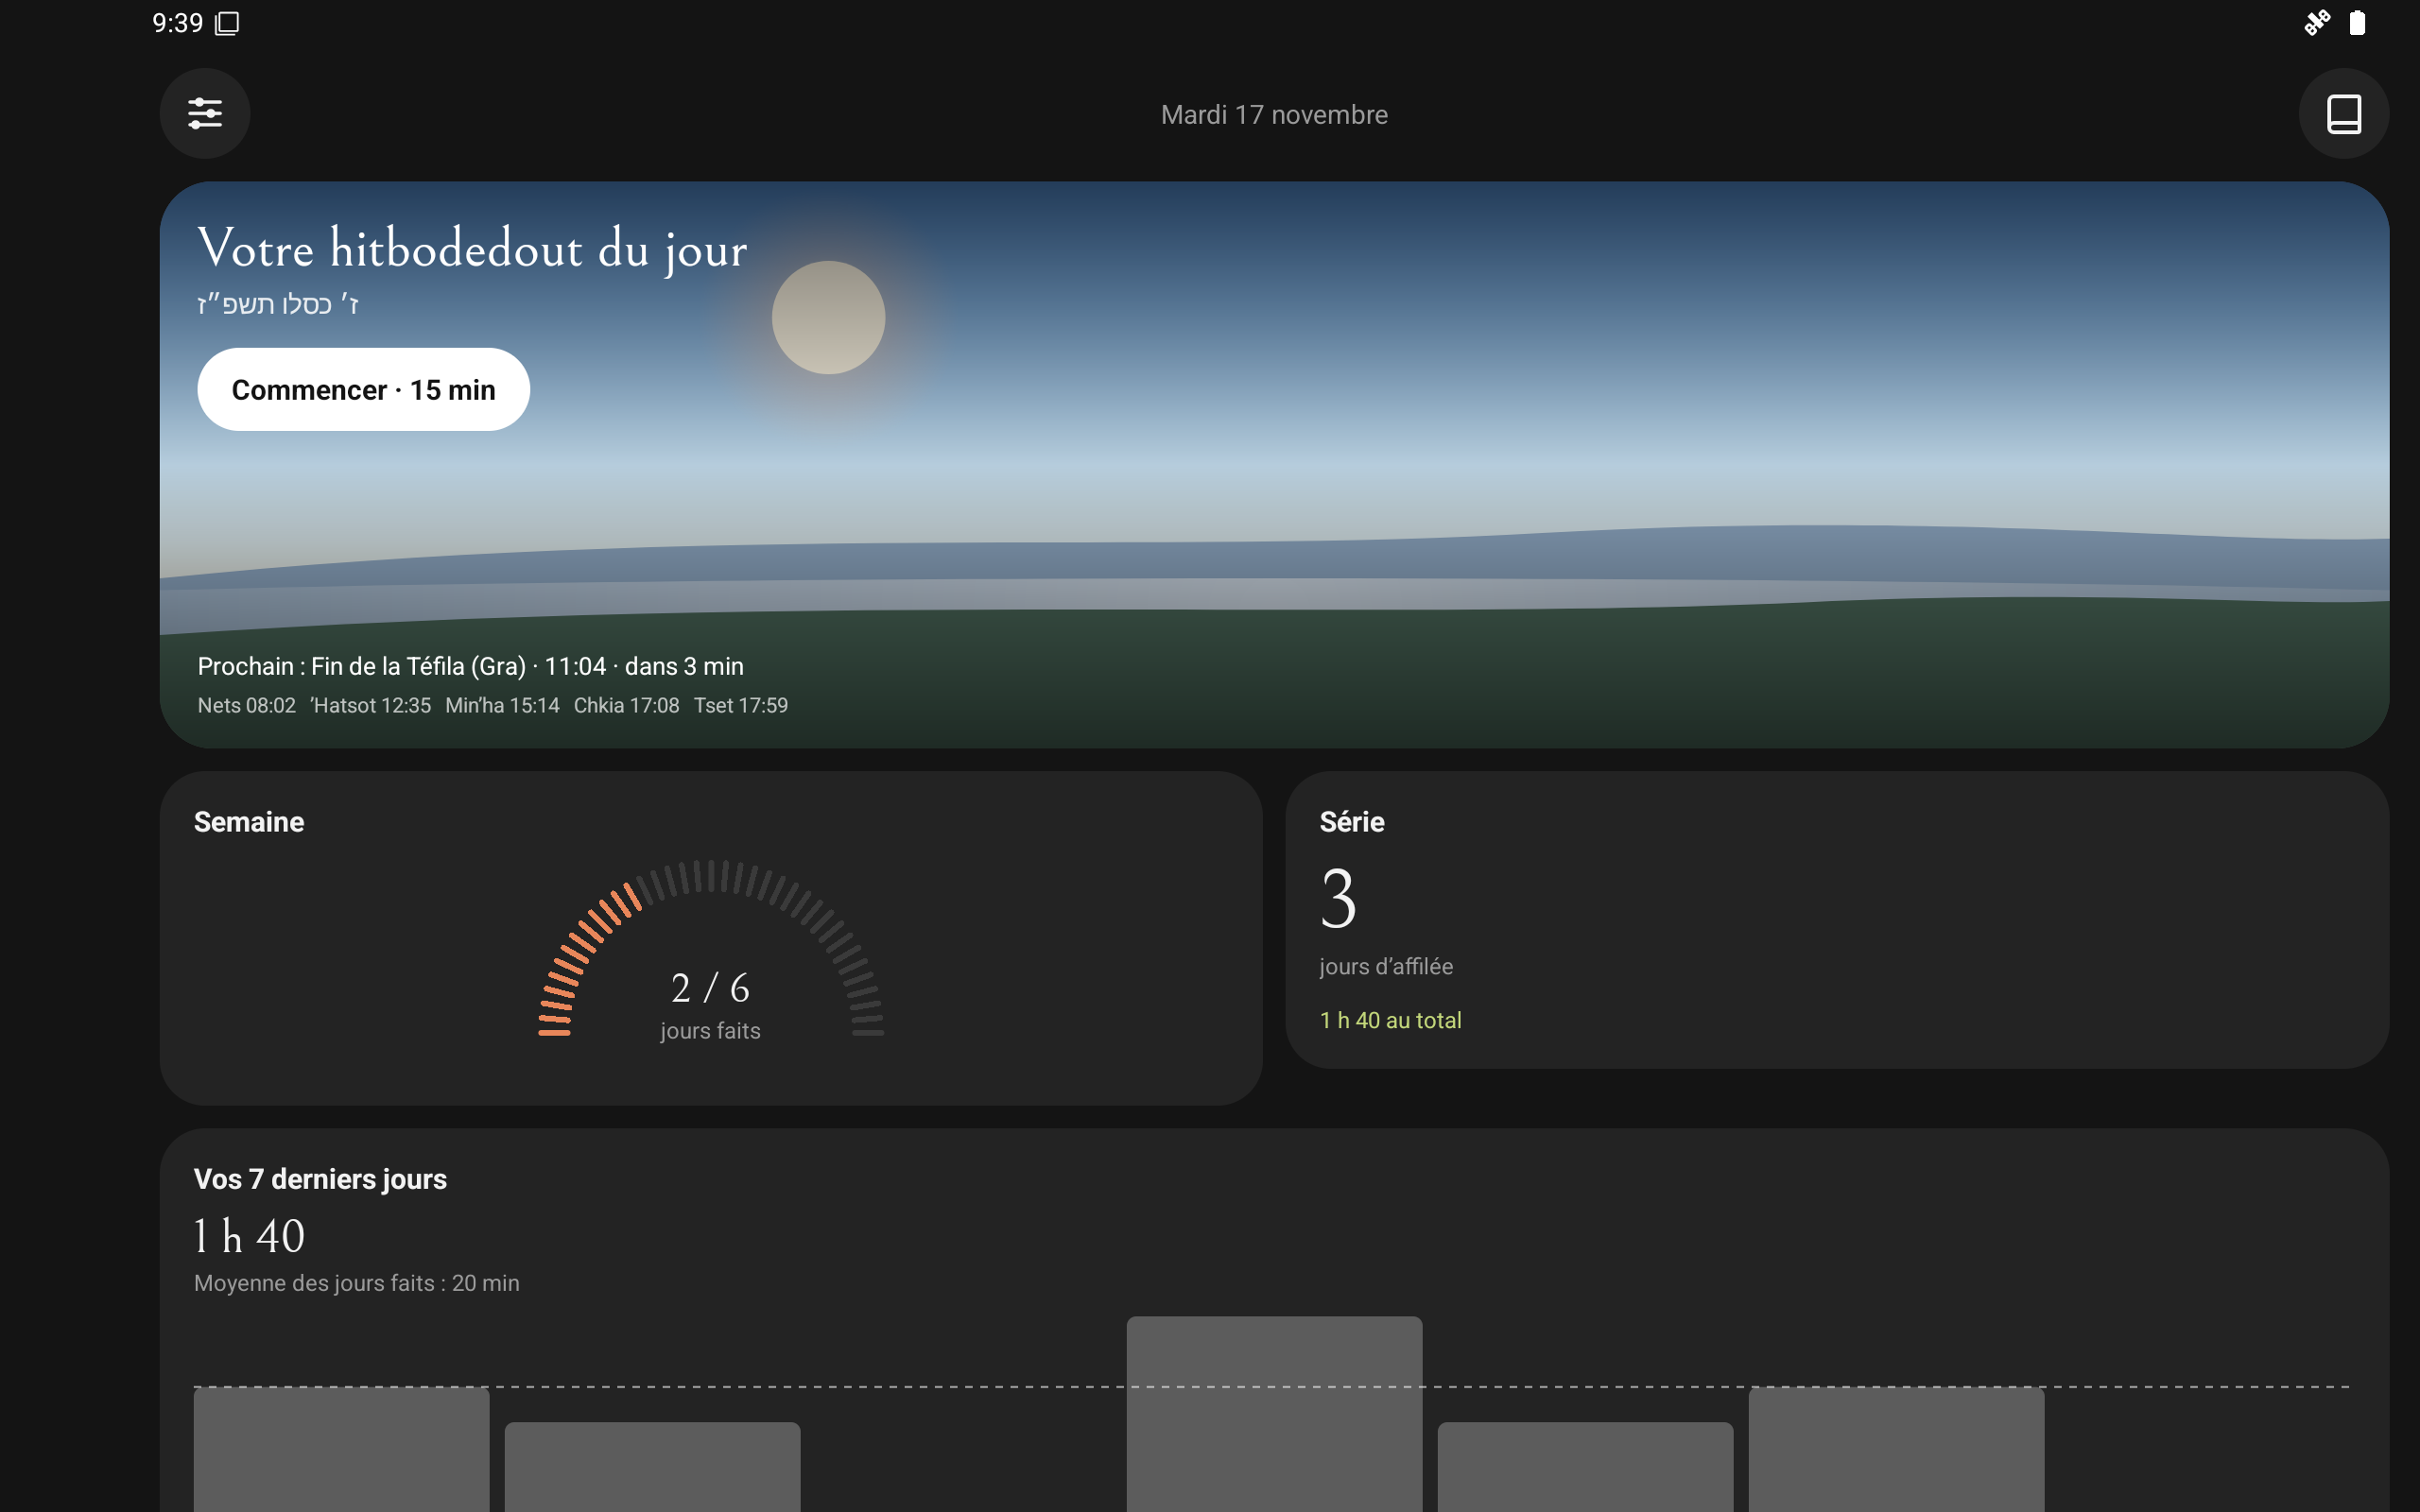 9:39
Mardi 17 novembre
Votre hitbodedout du jour
ז׳ כסלו תשפ״ז
Commencer · 15 min
Prochain : Fin de la Téfila (Gra) · 11:04 · dans 3 min
Nets 08:02 ’Hatsot 12:35 Min’ha 15:14 Chkia 17:08 Tset 17:59
Semaine
2 / 6
jours faits
Série
3
jours d’affilée
1 h 40 au total
Vos 7 derniers jours
1 h 40
Moyenne des jours faits : 20 min